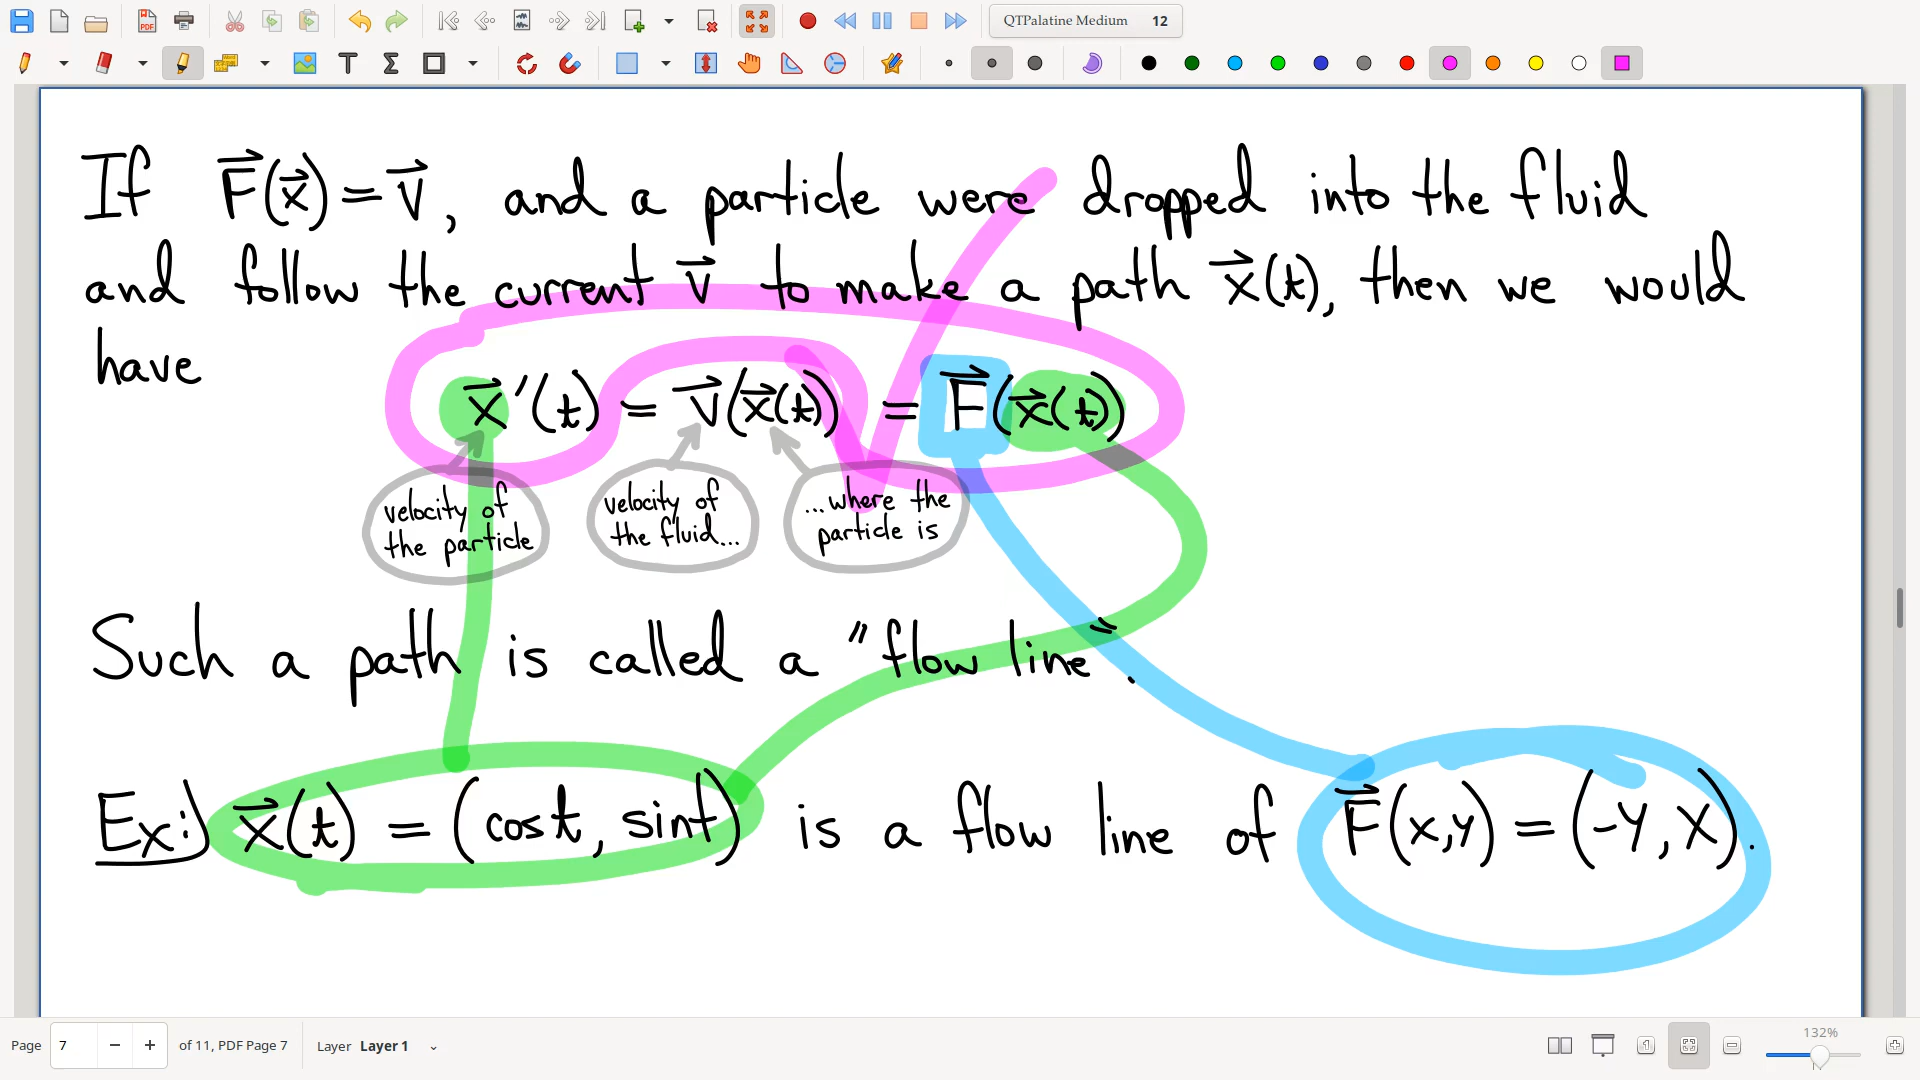 QTPalatine Medium 12
If F⃗(x⃗) = v⃗, and a particle were dropped into the fluid
and follow the current v⃗ to make a path x⃗(t), then we would
have
x⃗'(t) = v⃗(x⃗(t)) = F⃗(x⃗(t))
velocity of
the particle
velocity of
the fluid...
...where the
particle is
Such a path is called a "flow line".
Ex:) x⃗(t) = (cost, sint) is a flow line of F⃗(x,y) = (-y, x).
Page 7 of 11, PDF Page 7 Layer Layer 1 132%